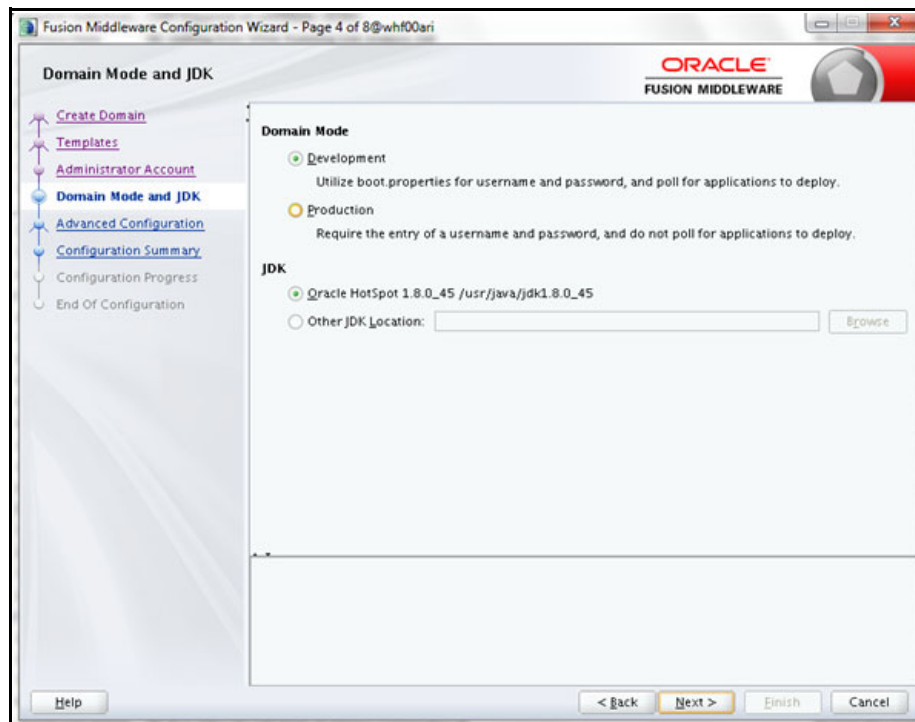 Fusion Middleware Configuration Wizard - Page 4 of 8@whf00ari
Domain Mode and JDK
ORACLE
FUSION MIDDLEWARE
Create Domain
Templates
Administrator Account
Domain Mode and JDK
Advanced Configuration
Configuration Summary
Configuration Progress
End Of Configuration
Domain Mode
Development
Utilize boot.properties for username and password, and poll for applications to deploy.
Production
Require the entry of a username and password, and do not poll for applications to deploy.
JDK
Oracle HotSpot 1.8.0_45 /usr/java/jdk1.8.0_45
Other JDK Location:
Browse
Help
< Back
Next >
Finish
Cancel